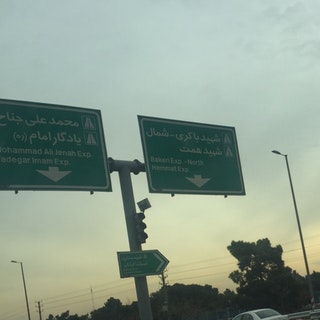 محمد علی جناح
یادگار امام (ره)
Mohammad Ali Jenah Exp.
Yadegar Imam Exp.
شهید باکری - شمال
شهید همت
Bakeri Exp. - North
Hemmat Exp.